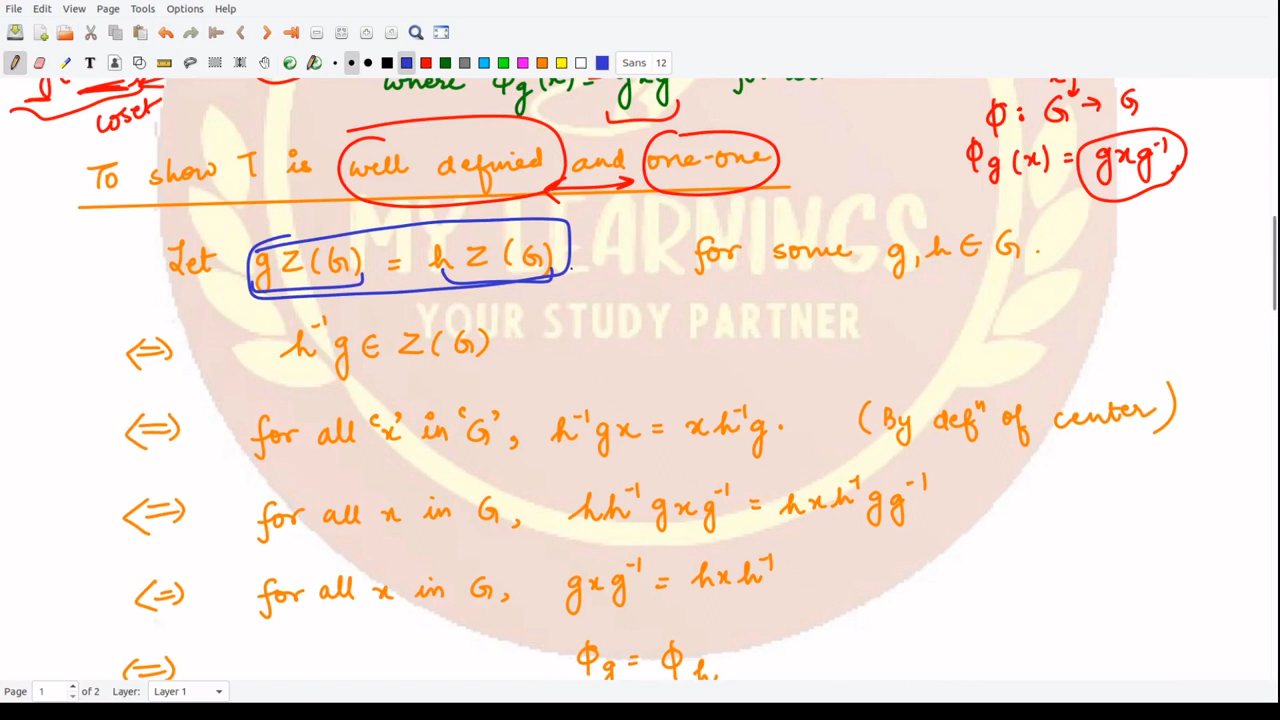 File Edit View Page Tools Options Help
Sans 12
where ϕg(x) = gxg
coset
ϕ : G → G
ϕg(x) = gxg⁻¹
To show T is well defined and one-one
MY LEARNINGS
Let gZ(G) = hZ(G) for some g,h ∈ G.
YOUR STUDY PARTNER
⇔ h⁻¹g ∈ Z(G)
⇔ for all 'x' in 'G', h⁻¹gx = xh⁻¹g. (By defⁿ of center)
⇔ for all x in G, hh⁻¹gxg⁻¹ = hxh⁻¹gg⁻¹
⇔ for all x in G, gxg⁻¹ = hxh⁻¹
⇔ ϕg = ϕh
Page 1 of 2 Layer: Layer 1